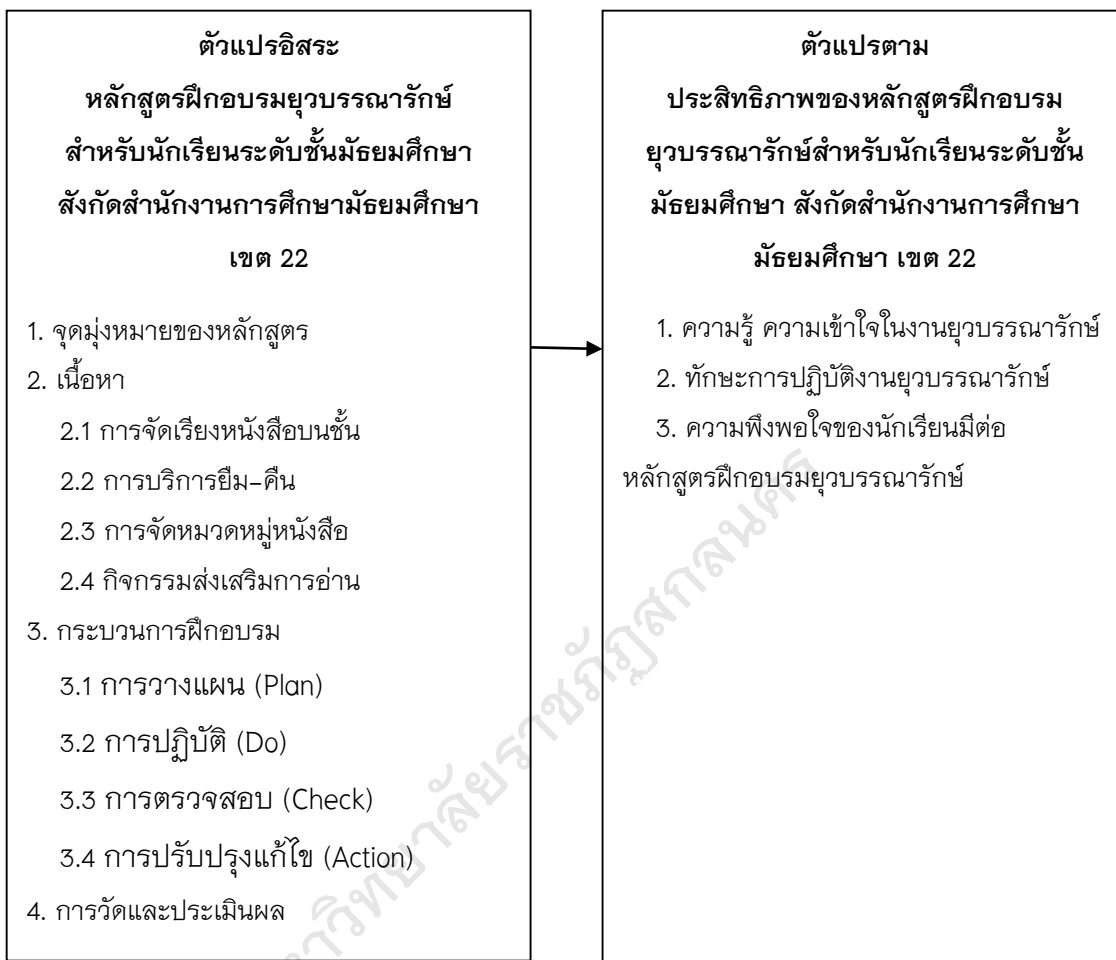 ตัวแปรอิสระ
หลักสูตรฝึกอบรมยุวบรรณารักษ์
สำหรับนักเรียนระดับชั้นมัธยมศึกษา
สังกัดสำนักงานการศึกษามัธยมศึกษา
เขต 22
1. จุดมุ่งหมายของหลักสูตร
2. เนื้อหา
2.1 การจัดเรียงหนังสือบนชั้น
2.2 การบริการยืม-คืน
2.3 การจัดหมวดหมู่หนังสือ
2.4 กิจกรรมส่งเสริมการอ่าน
3. กระบวนการฝึกอบรม
3.1 การวางแผน (Plan)
3.2 การปฏิบัติ (Do)
3.3 การตรวจสอบ (Check)
3.4 การปรับปรุงแก้ไข (Action)
4. การวัดและประเมินผล
ตัวแปรตาม
ประสิทธิภาพของหลักสูตรฝึกอบรม
ยุวบรรณารักษ์สำหรับนักเรียนระดับชั้น
มัธยมศึกษา สังกัดสำนักงานการศึกษา
มัธยมศึกษา เขต 22
1. ความรู้ ความเข้าใจในงานยุวบรรณารักษ์
2. ทักษะการปฏิบัติงานยุวบรรณารักษ์
3. ความพึงพอใจของนักเรียนมีต่อ
หลักสูตรฝึกอบรมยุวบรรณารักษ์
าวิทยาลัยราชภัฏสกลนคร